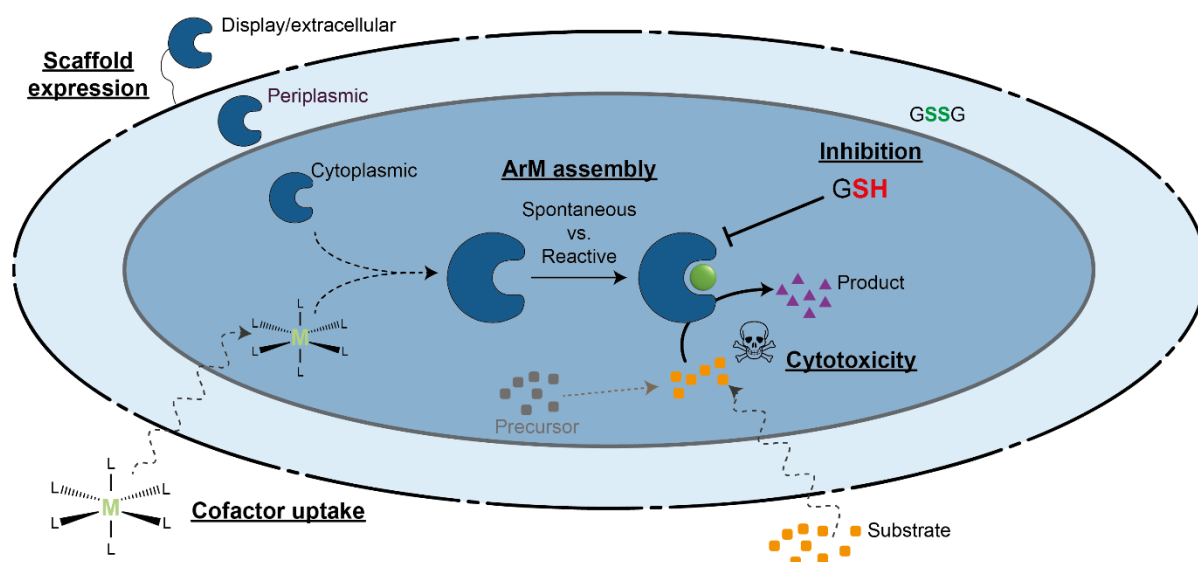 Display/extracellular
Scaffold
expression
Periplasmic
GSSG
Cytoplasmic
ArM assembly
Inhibition
GSH
Spontaneous
vs.
Reactive
Product
L
L
L
M
L
L
L
Cytotoxicity
Precursor
L
L
L
M
L
L
L
Cofactor uptake
Substrate